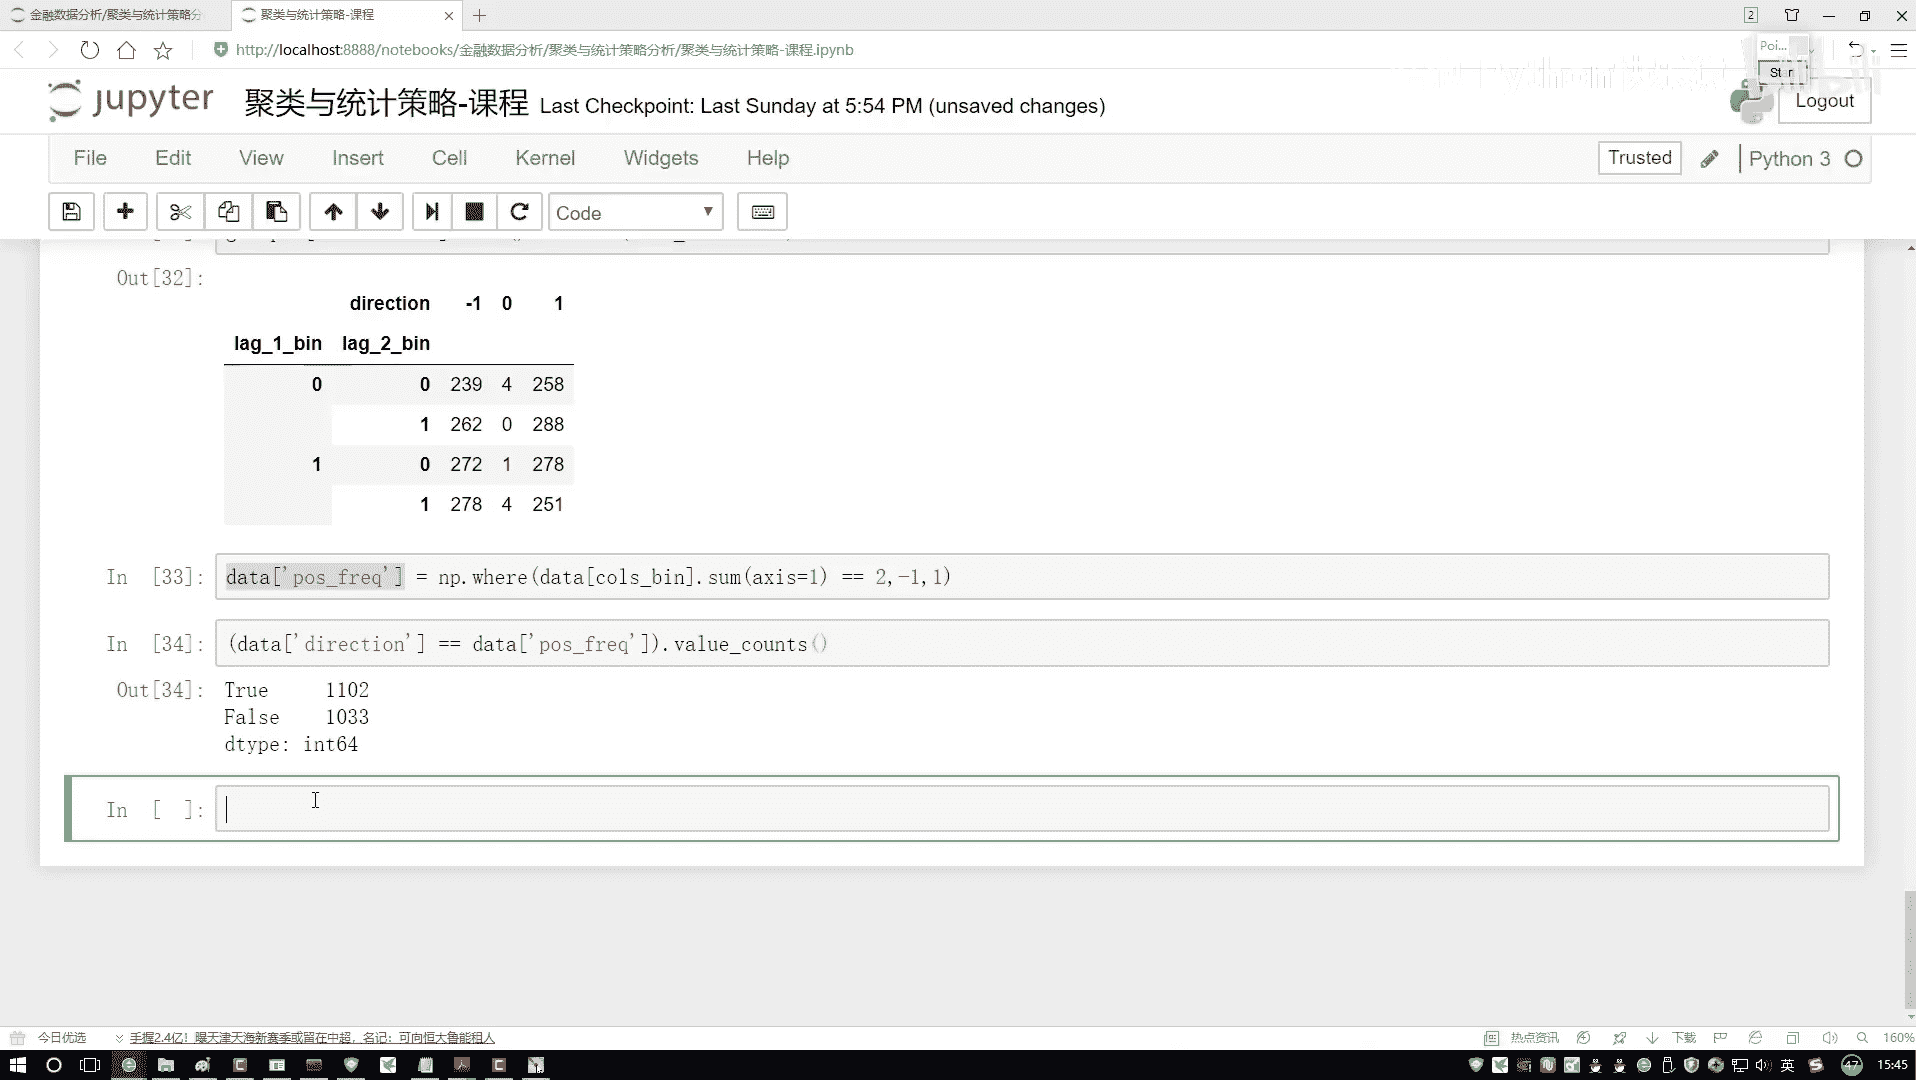 金融数据分析/聚类与统计策略分
聚类与统计策略-课程
2
http://localhost:8888/notebooks/金融数据分析/聚类与统计策略分析/聚类与统计策略-课程.ipynb
Poi...
jupyter
聚类与统计策略-课程 Last Checkpoint: Last Sunday at 5:54 PM (unsaved changes)
Logout
File Edit View Insert Cell Kernel Widgets Help
Trusted
Python 3
Code
Out[32]:
direction -1 0 1
lag_1_bin lag_2_bin
0 0 239 4 258
1 262 0 288
1 0 272 1 278
1 278 4 251
In [33]: data['pos_freq'] = np.where(data[cols_bin].sum(axis=1) == 2,-1,1)
In [34]: (data['direction'] == data['pos_freq']).value_counts()
Out[34]: True 1102
False 1033
dtype: int64
In [ ]:
今日优选
手握2.4亿!曝天津天海新赛季或留在中超,名记:可向恒大鲁能租人
热点资讯
下载
160%
英
47
15:45